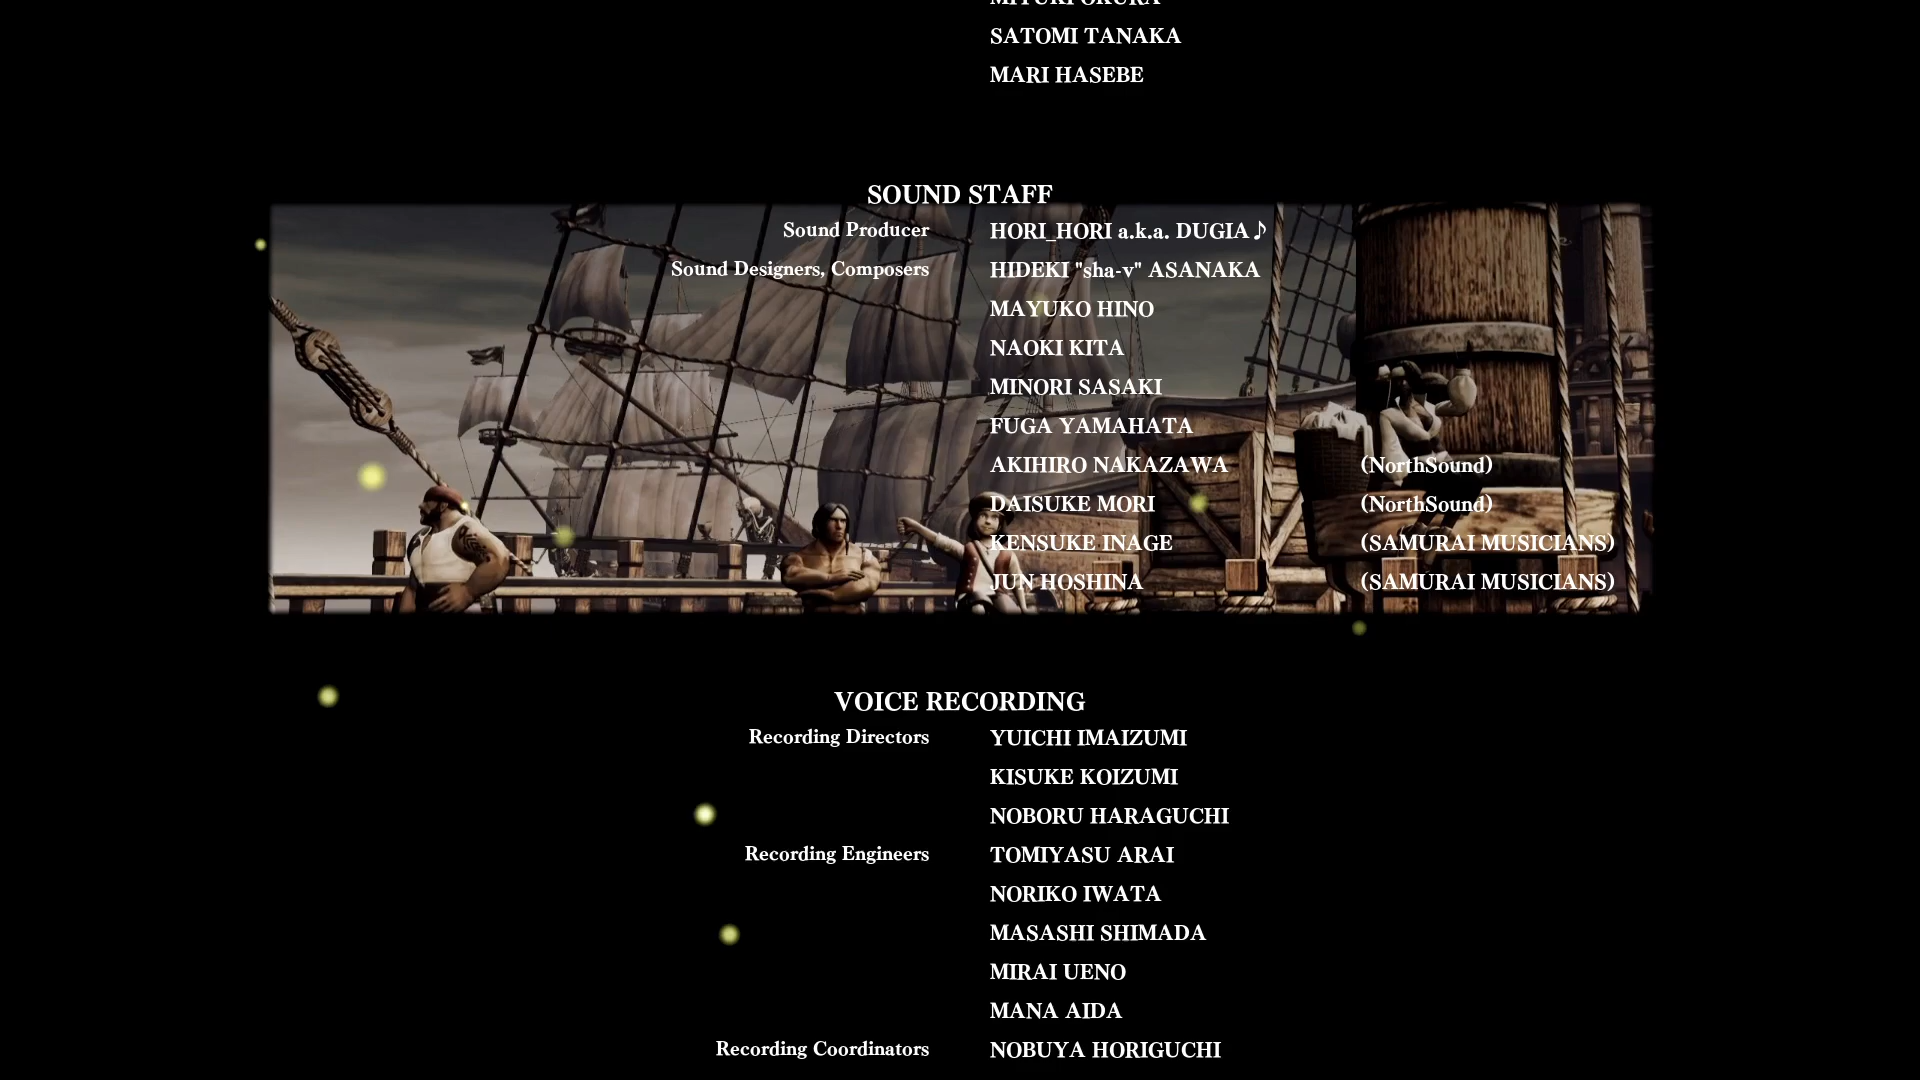 SATOMI TANAKA
MARI HASEBE
SOUND STAFF
Sound Producer HORI_HORI a.k.a. DUGIA♪
Sound Designers, Composers HIDEKI "sha-v" ASANAKA
MAYUKO HINO
NAOKI KITA
MINORI SASAKI
FUGA YAMAHATA
AKIHIRO NAKAZAWA (NorthSound)
DAISUKE MORI (NorthSound)
KENSUKE INAGE (SAMURAI MUSICIANS)
JUN HOSHINA (SAMURAI MUSICIANS)
VOICE RECORDING
Recording Directors YUICHI IMAIZUMI
KISUKE KOIZUMI
NOBORU HARAGUCHI
Recording Engineers TOMIYASU ARAI
NORIKO IWATA
MASASHI SHIMADA
MIRAI UENO
MANA AIDA
Recording Coordinators NOBUYA HORIGUCHI